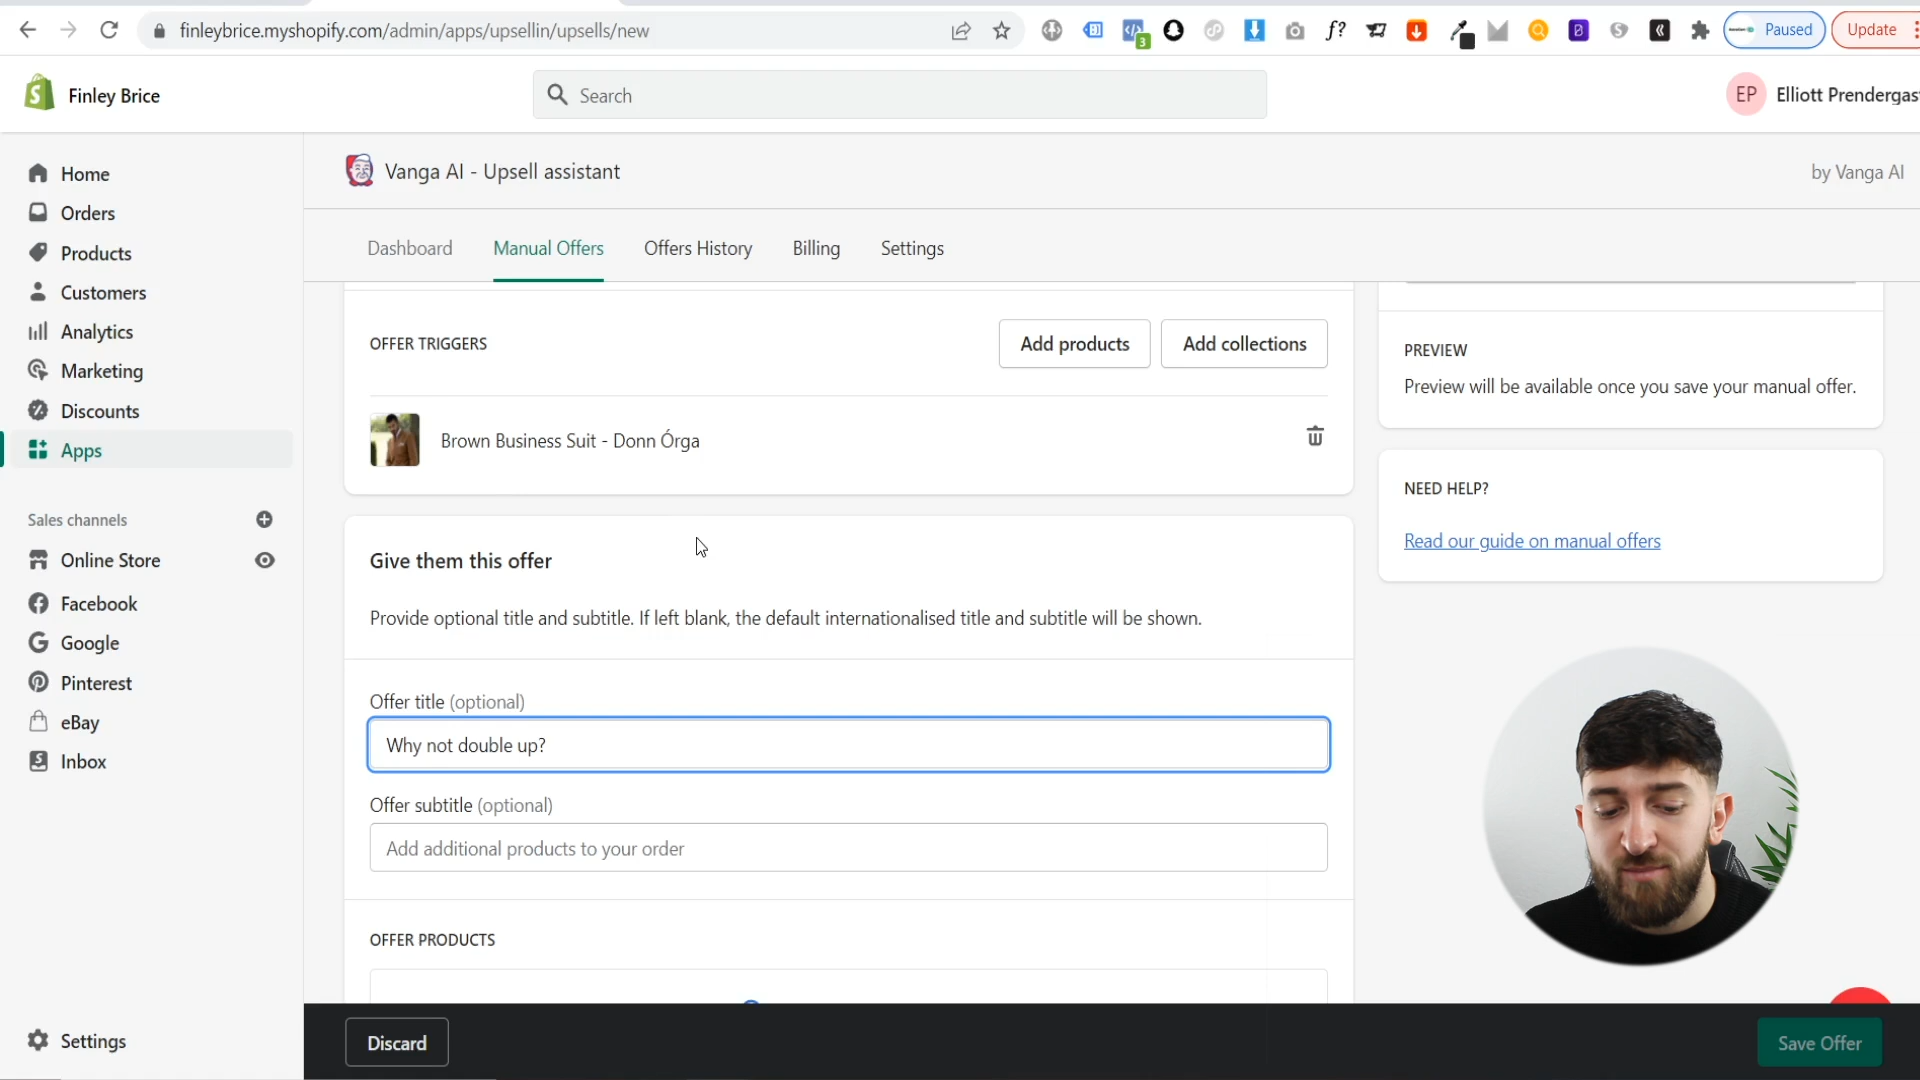 finleybrice.myshopify.com/admin/apps/upsellin/upsells/new
f?
3
Paused
Update
Finley Brice
Search
EP
Elliott Prendergas
Home
Orders
Products
Customers
Analytics
Marketing
Discounts
Apps
Sales channels
Online Store
Facebook
Google
Pinterest
eBay
Inbox
Settings
Vanga AI - Upsell assistant
by Vanga AI
Dashboard
Manual Offers
Offers History
Billing
Settings
OFFER TRIGGERS
Add products
Add collections
Brown Business Suit - Donn Órga
Give them this offer
Provide optional title and subtitle. If left blank, the default internationalised title and subtitle will be shown.
Offer title (optional)
Why not double up?
Offer subtitle (optional)
Add additional products to your order
OFFER PRODUCTS
PREVIEW
Preview will be available once you save your manual offer.
NEED HELP?
Read our guide on manual offers
Discard
Save Offer